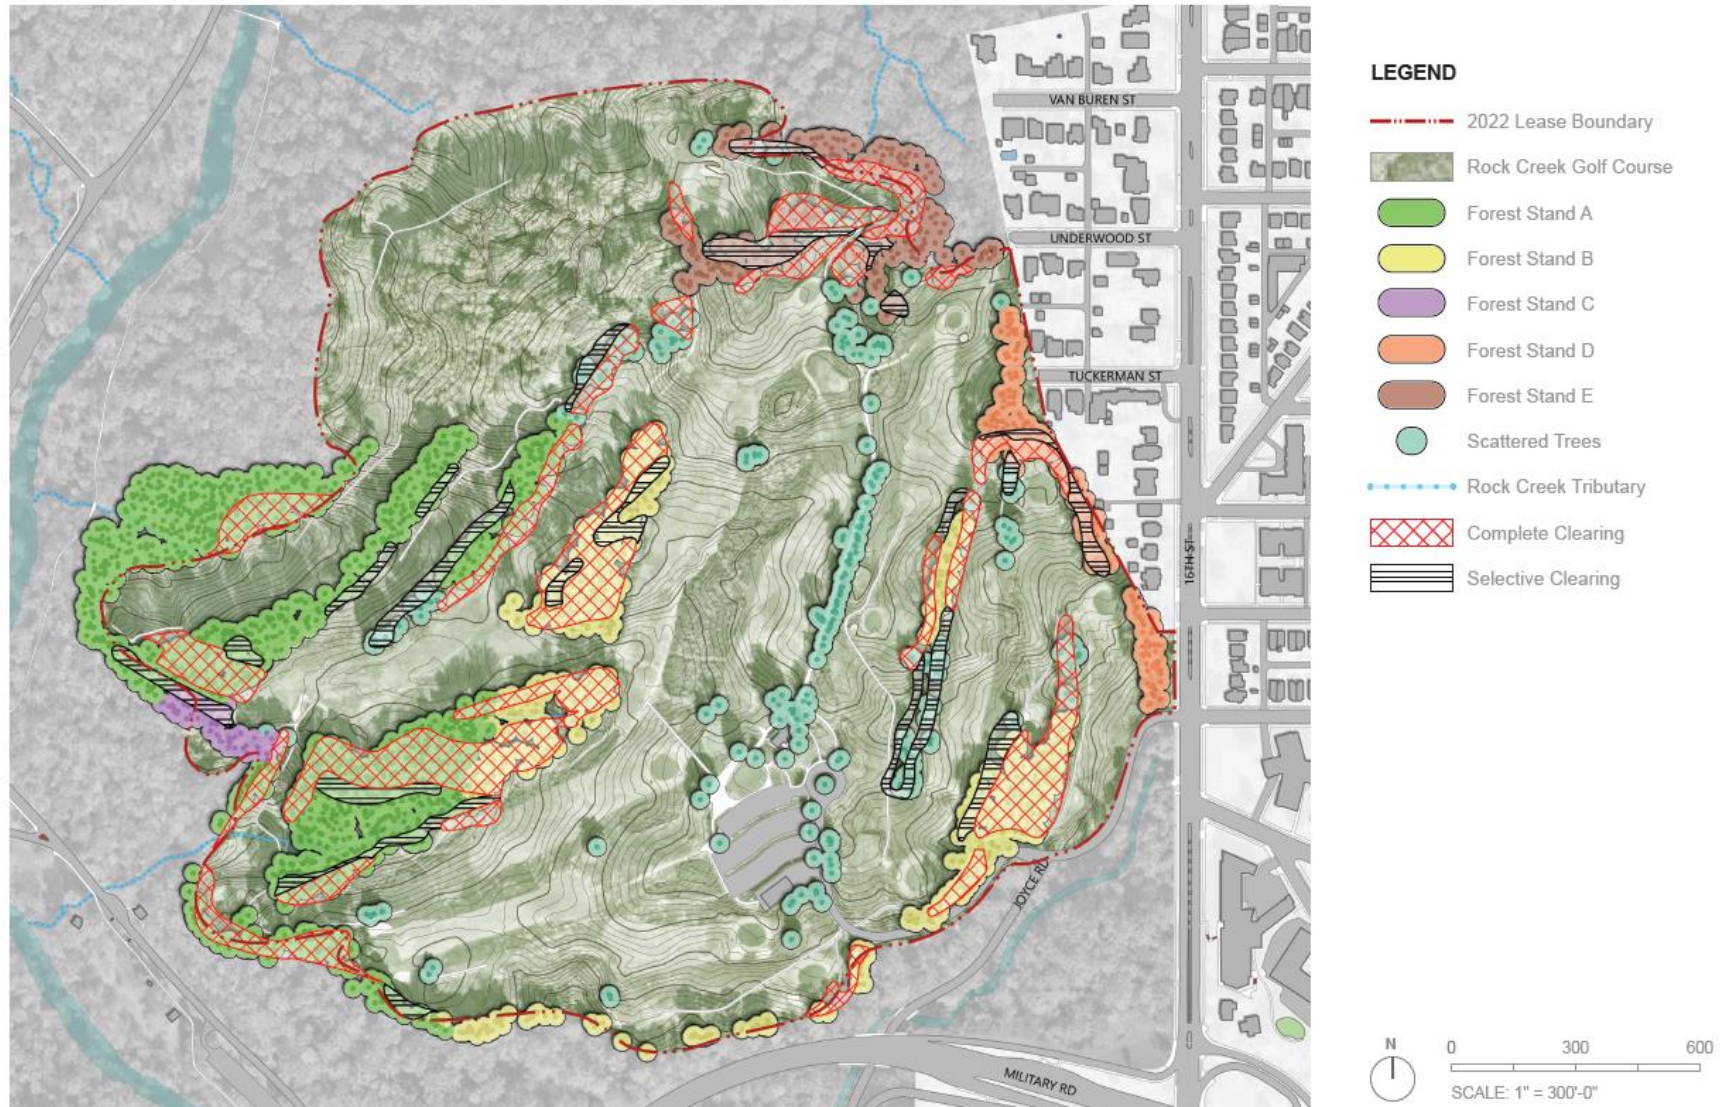 VAN BUREN ST
UNDERWOOD ST
TUCKERMAN ST
16TH ST
JOYCE RD
MILITARY RD
LEGEND
2022 Lease Boundary
Rock Creek Golf Course
Forest Stand A
Forest Stand B
Forest Stand C
Forest Stand D
Forest Stand E
Scattered Trees
Rock Creek Tributary
Complete Clearing
Selective Clearing
N
0 300 600
SCALE: 1" = 300'-0"